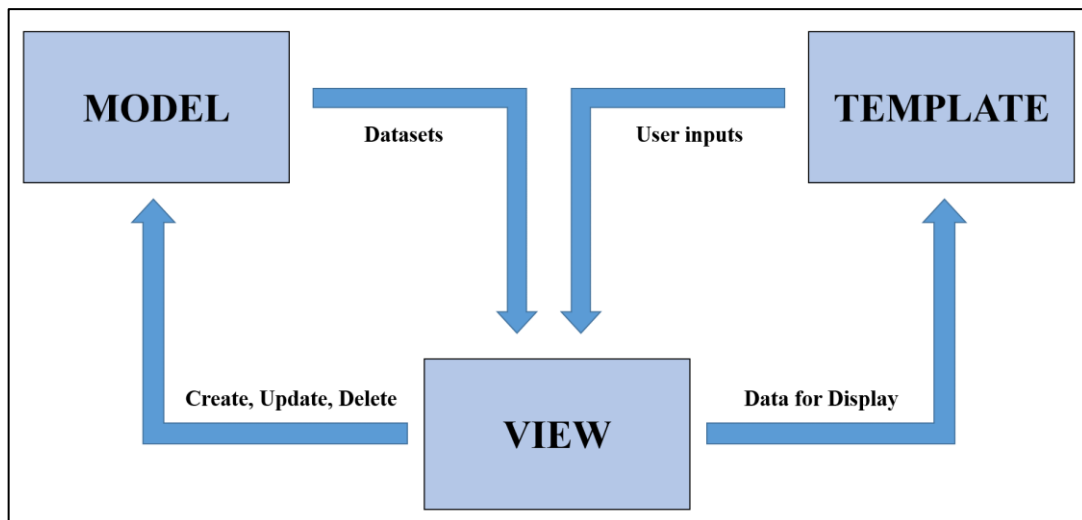 MODEL
TEMPLATE
Datasets
User inputs
Create, Update, Delete
Data for Display
VIEW